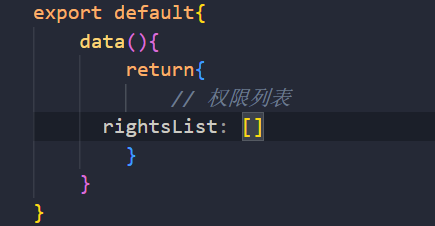 export default{
data(){
return{
// 权限列表
rightsList: []
}
}
}